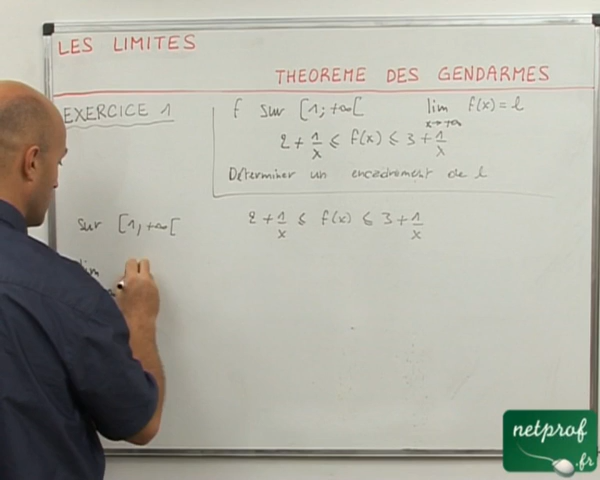 LES LIMITES
THEOREME DES GENDARMES
EXERCICE 1
f sur [1; +∞[ lim f(x) = l
x→+∞
2 + 1/x ≤ f(x) ≤ 3 + 1/x
Déterminer un encadrement de l
sur [1, +∞[ 2 + 1/x ≤ f(x) ≤ 3 + 1/x
lim
netprof
.fr